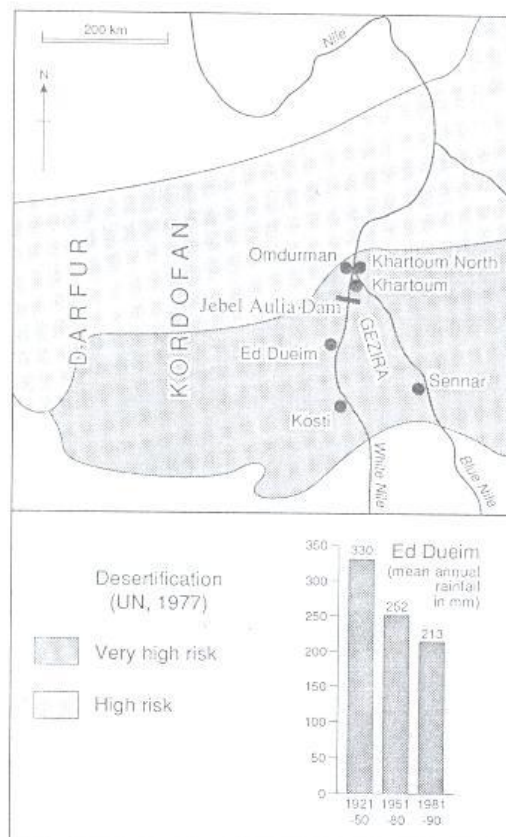 200 km
Nile
N
DARFUR
KORDOFAN
Omdurman
Khartoum North
Khartoum
Jebel Aulia-Dam
GEZIRA
Ed Dueim
Sennar
Kosti
White Nile
Blue Nile
Desertification
(UN, 1977)
Very high risk
High risk
Ed Dueim
(mean annual
rainfall
in mm)
350
300
250
200
150
100
50
0
330
252
213
1921
-50
1951
-80
1981
-90